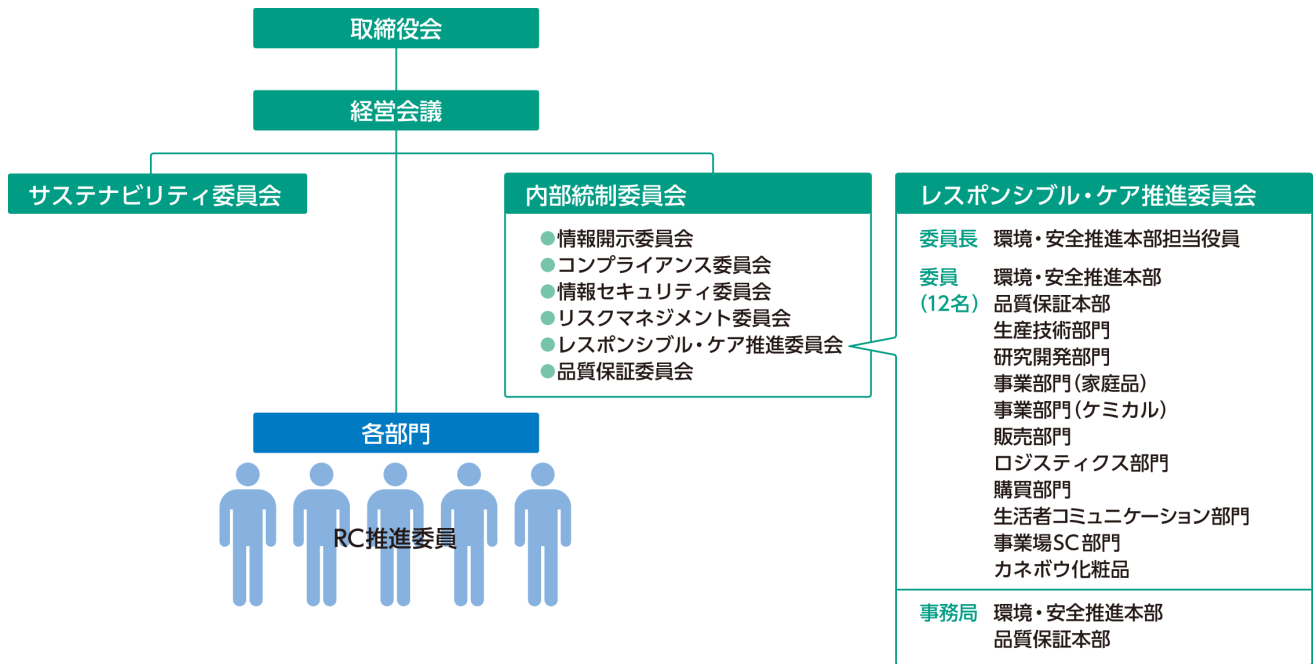 取締役会
経営会議
サステナビリティ委員会
内部統制委員会
●情報開示委員会
●コンプライアンス委員会
●情報セキュリティ委員会
●リスクマネジメント委員会
●レスポンシブル・ケア推進委員会
●品質保証委員会
レスポンシブル・ケア推進委員会
委員長 環境・安全推進本部担当役員
委員 環境・安全推進本部
(12名) 品質保証本部
生産技術部門
研究開発部門
事業部門(家庭品)
事業部門(ケミカル)
販売部門
ロジスティクス部門
購買部門
生活者コミュニケーション部門
事業場SC部門
カネボウ化粧品
事務局 環境・安全推進本部
品質保証本部
各部門
RC推進委員